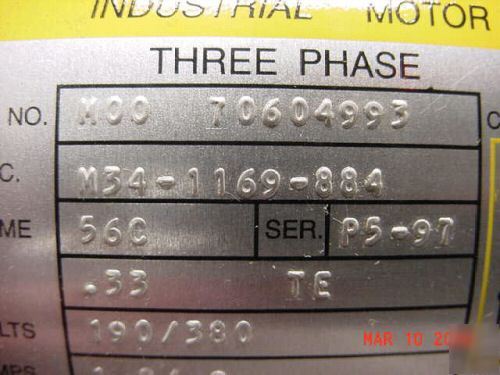 INDUSTRIAL MOTOR
THREE PHASE
NO. M00 70604993
C. M34-1169-884
ME 56C SER. P5-97
.33 TE
LTS 190/380
MAR 10
MPS